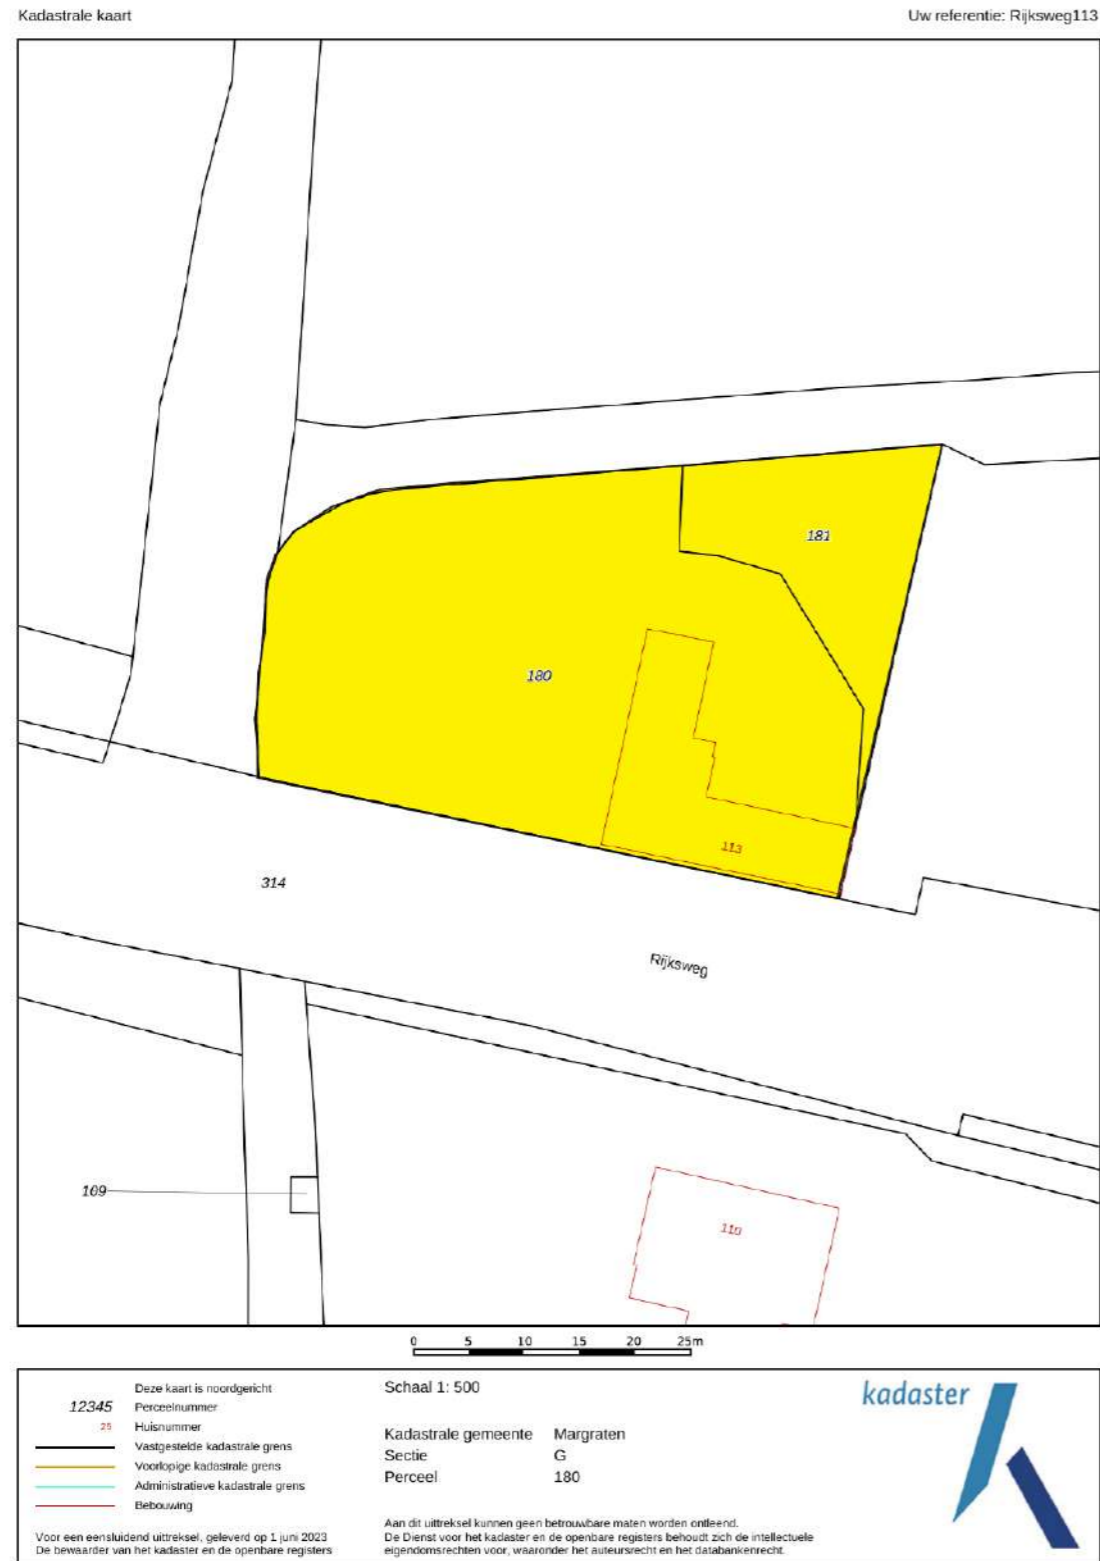 Kadastrale kaart
Uw referentie: Rijksweg113
181
180
113
314
Rijksweg
169
110
0 5 10 15 20 25m
Deze kaart is noordgericht
12345 Perceelnummer
25 Huisnummer
Vastgestelde kadastrale grens
Voorlopige kadastrale grens
Administratieve kadastrale grens
Bebouwing
Voor een eensluidend uittreksel, geleverd op 1 juni 2023
De bewaarder van het kadaster en de openbare registers
Schaal 1: 500
Kadastrale gemeente Margraten
Sectie G
Perceel 180
Aan dit uittreksel kunnen geen betrouwbare maten worden ontleend.
De Dienst voor het kadaster en de openbare registers behoudt zich de intellectuele
eigendomsrechten voor, waaronder het auteursrecht en het databankenrecht.
kadaster